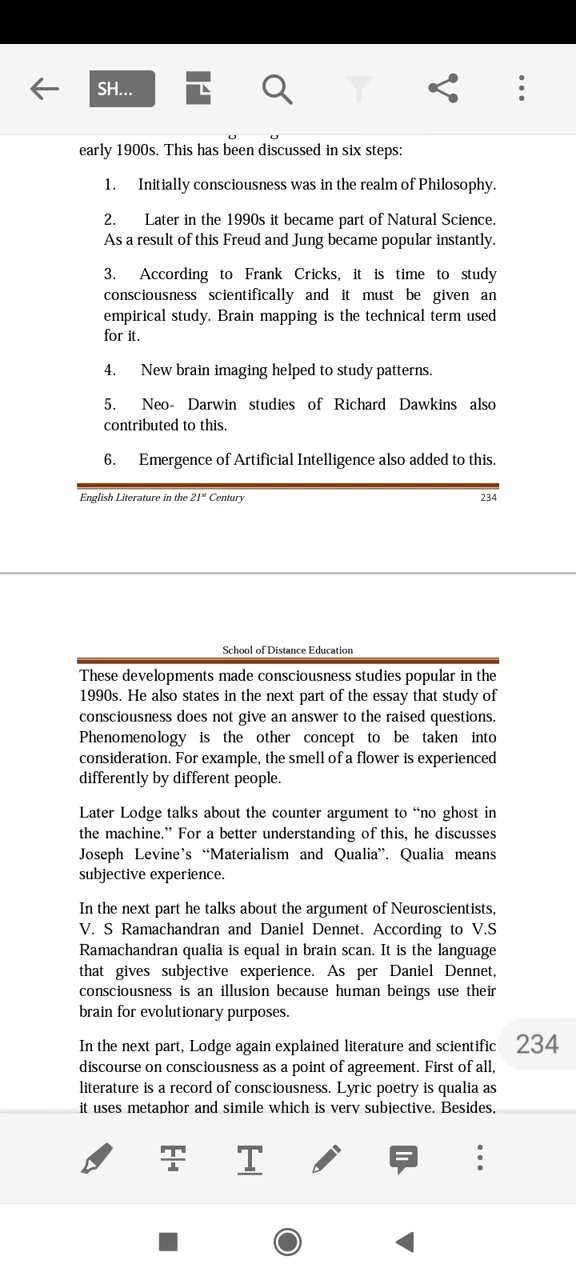 SH...
early 1900s. This has been discussed in six steps:
1. Initially consciousness was in the realm of Philosophy.
2. Later in the 1990s it became part of Natural Science.
As a result of this Freud and Jung became popular instantly.
3. According to Frank Cricks, it is time to study
consciousness scientifically and it must be given an
empirical study. Brain mapping is the technical term used
for it.
4. New brain imaging helped to study patterns.
5. Neo- Darwin studies of Richard Dawkins also
contributed to this.
6. Emergence of Artificial Intelligence also added to this.
English Literature in the 21st Century 234
School of Distance Education
These developments made consciousness studies popular in the
1990s. He also states in the next part of the essay that study of
consciousness does not give an answer to the raised questions.
Phenomenology is the other concept to be taken into
consideration. For example, the smell of a flower is experienced
differently by different people.
Later Lodge talks about the counter argument to “no ghost in
the machine.” For a better understanding of this, he discusses
Joseph Levine’s “Materialism and Qualia”. Qualia means
subjective experience.
In the next part he talks about the argument of Neuroscientists,
V. S Ramachandran and Daniel Dennet. According to V.S
Ramachandran qualia is equal in brain scan. It is the language
that gives subjective experience. As per Daniel Dennet,
consciousness is an illusion because human beings use their
brain for evolutionary purposes.
In the next part, Lodge again explained literature and scientific
234
discourse on consciousness as a point of agreement. First of all,
literature is a record of consciousness. Lyric poetry is qualia as
it uses metaphor and simile which is very subjective. Besides,